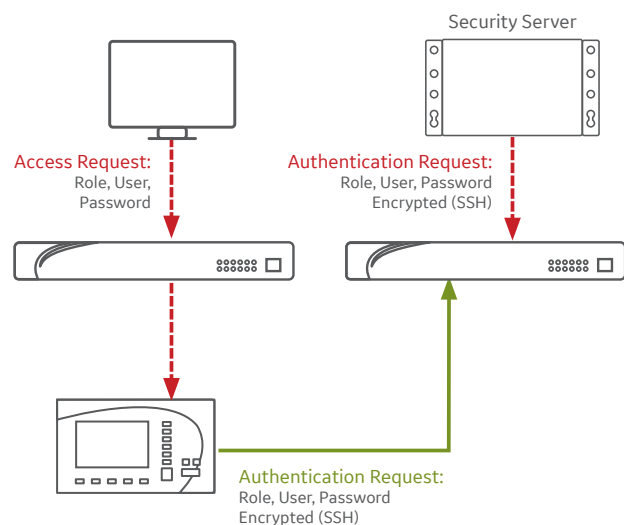 Security Server
Access Request:
Role, User,
Password
Authentication Request:
Role, User, Password
Encrypted (SSH)
Authentication Request:
Role, User, Password
Encrypted (SSH)